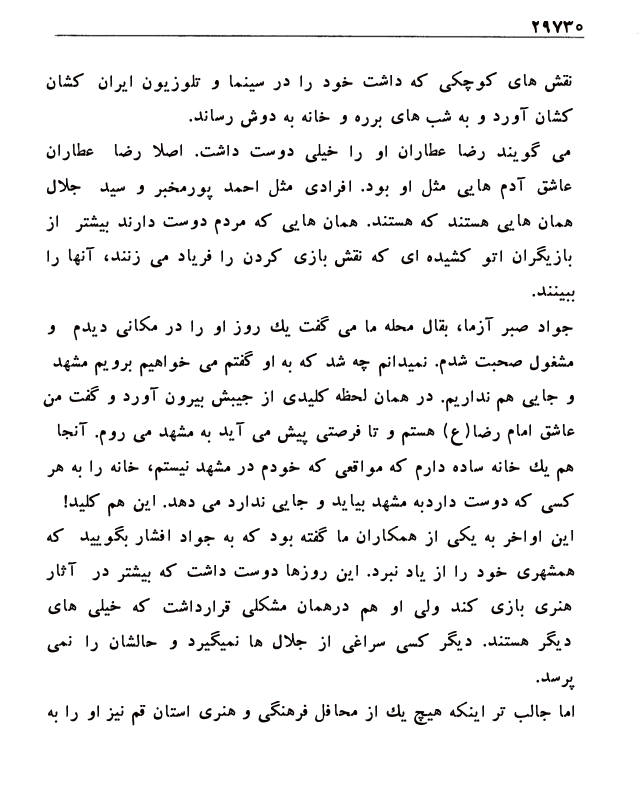 ۲۹۷۳۰
نقش های کوچکی که داشت خود را در سینما و تلوزیون ایران کشان
کشان آورد و به شب های برره و خانه به دوش رساند.
می گویند رضا عطاران او را خیلی دوست داشت. اصلا رضا عطاران
عاشق آدم هایی مثل او بود. افرادی مثل احمد پورمخبر و سید جلال
همان هایی هستند که هستند. همان هایی که مردم دوست دارند بیشتر از
بازیگران اتو کشیده ای که نقش بازی کردن را فریاد می زنند، آنها را
ببینند.
جواد صبر آزما، بقال محله ما می گفت یك روز او را در مکانی دیدم و
مشغول صحبت شدم. نمیدانم چه شد که به او گفتم می خواهیم برویم مشهد
و جایی هم نداریم. در همان لحظه کلیدی از جیبش بیرون آورد و گفت من
عاشق امام رضا(ع) هستم و تا فرصتی پیش می آید به مشهد می روم. آنجا
هم یك خانه ساده دارم که مواقعی که خودم در مشهد نیستم، خانه را به هر
کسی که دوست داردبه مشهد بیاید و جایی ندارد می دهد. این هم کلید!
این اواخر به یکی از همکاران ما گفته بود که به جواد افشار بگویید که
همشهری خود را از یاد نبرد. این روزها دوست داشت که بیشتر در آثار
هنری بازی کند ولی او هم درهمان مشکلی قرارداشت که خیلی های
دیگر هستند. دیگر کسی سراغی از جلال ها نمیگیرد و حالشان را نمی
پرسد.
اما جالب تر اینکه هیچ یك از محافل فرهنگی و هنری استان قم نیز او را به